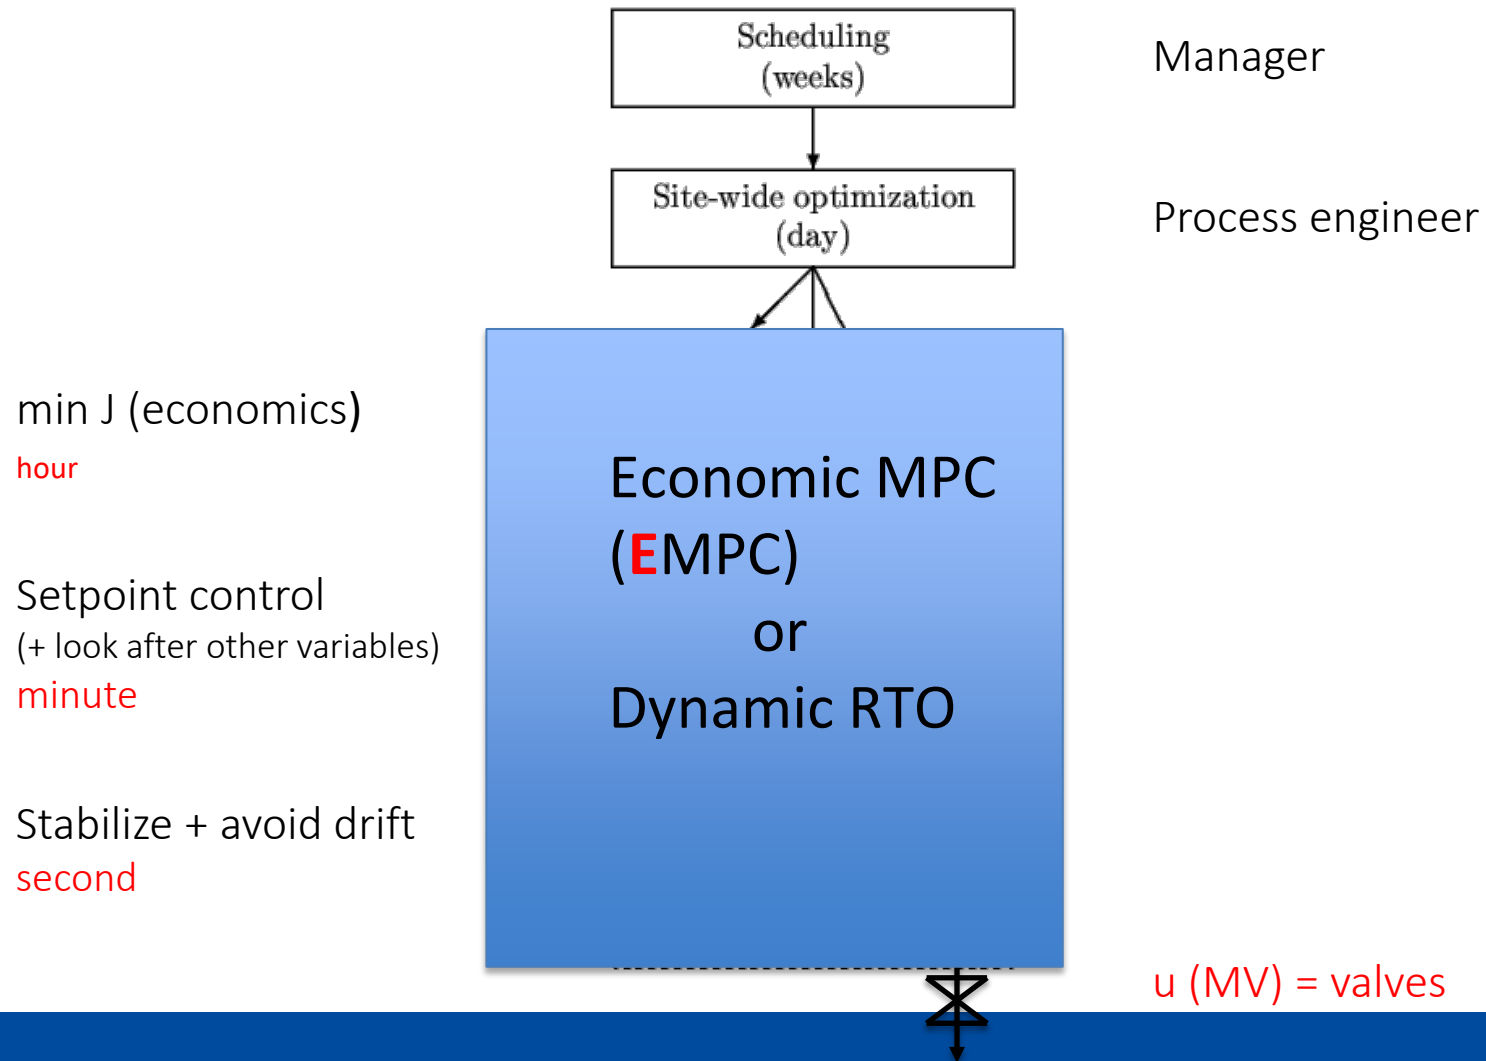 Scheduling
(weeks)
Manager
Site-wide optimization
(day)
Process engineer
min J (economics)
hour
Economic MPC
(EMPC)
or
Dynamic RTO
Setpoint control
(+ look after other variables)
minute
Stabilize + avoid drift
second
u (MV) = valves